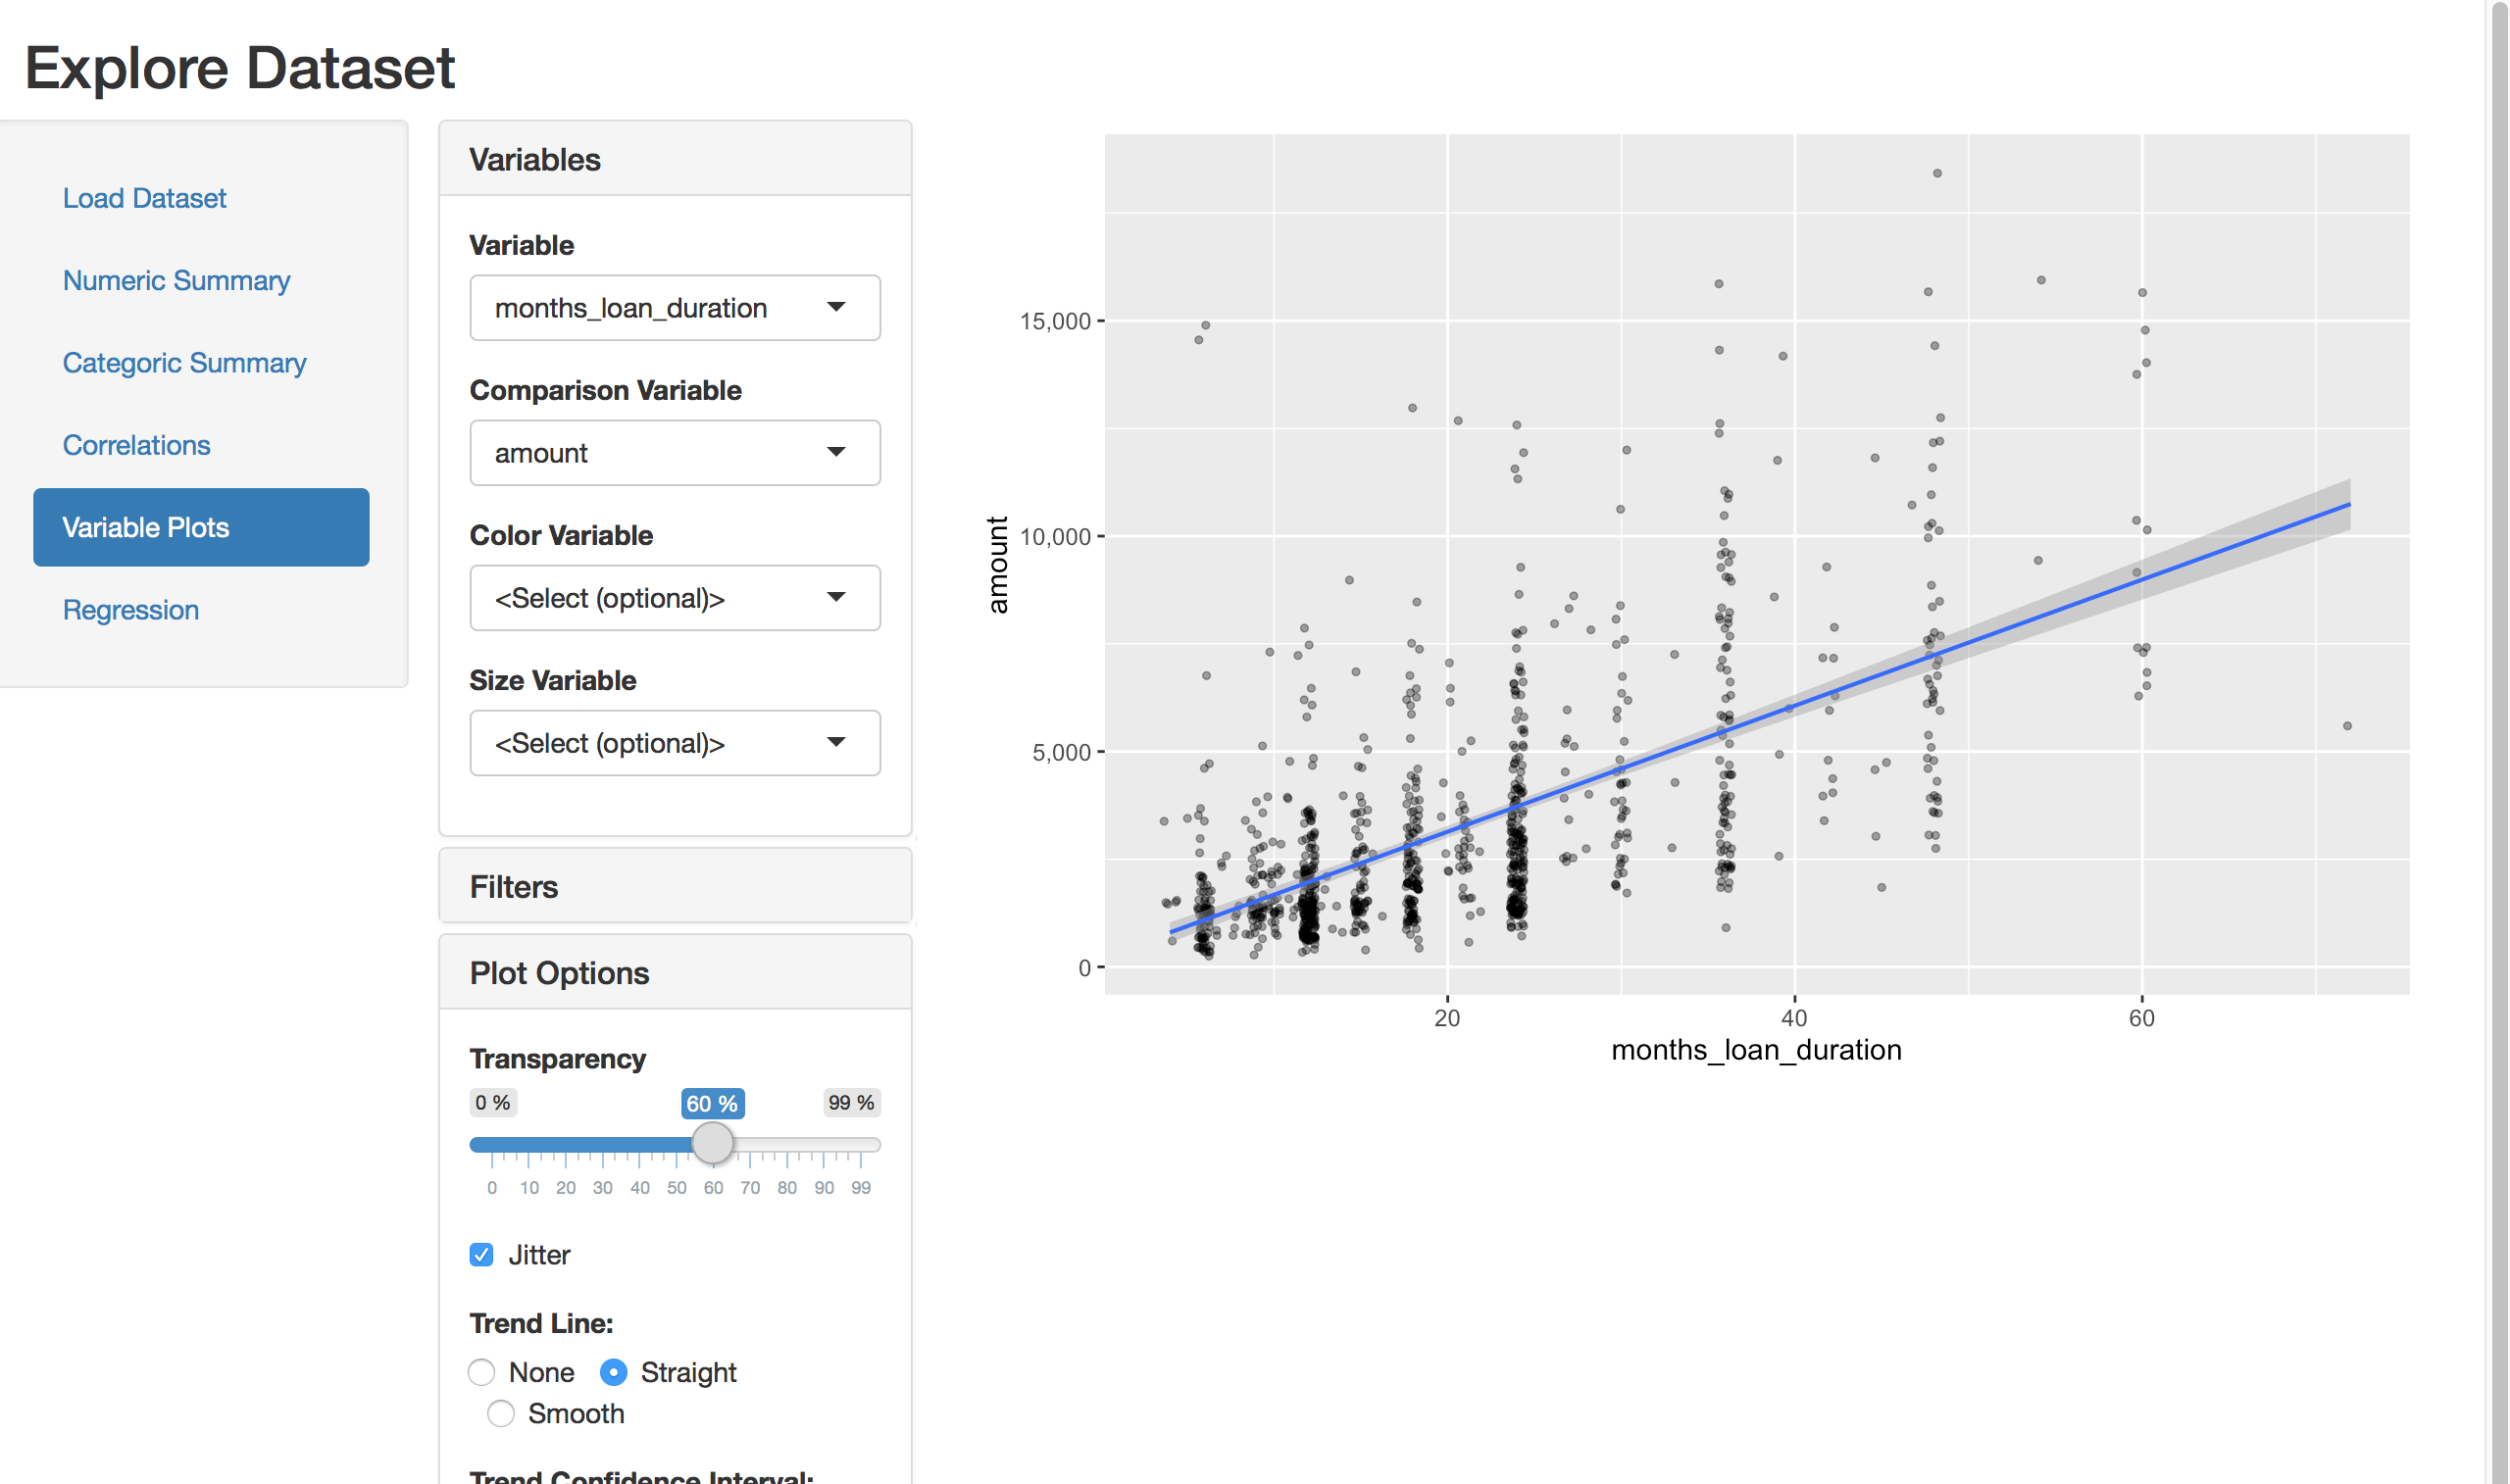 Explore Dataset
Load Dataset
Numeric Summary
Categoric Summary
Correlations
Variable Plots
Regression
Variables
Variable
months_loan_duration
Comparison Variable
amount
Color Variable
<Select (optional)>
Size Variable
<Select (optional)>
Filters
Plot Options
Transparency
0 % 60 % 99 %
0 10 20 30 40 50 60 70 80 90 99
Jitter
Trend Line:
None Straight
Smooth
Trend Confidence Interval:
amount
15,000
10,000
5,000
0
20 40 60
months_loan_duration